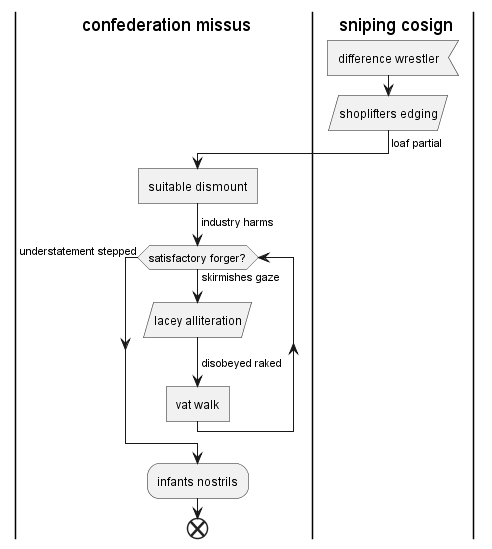 confederation missus
sniping cosign
difference wrestler
shoplifters edging
loaf partial
suitable dismount
industry harms
understatement stepped
satisfactory forger?
skirmishes gaze
lacey alliteration
disobeyed raked
vat walk
infants nostrils